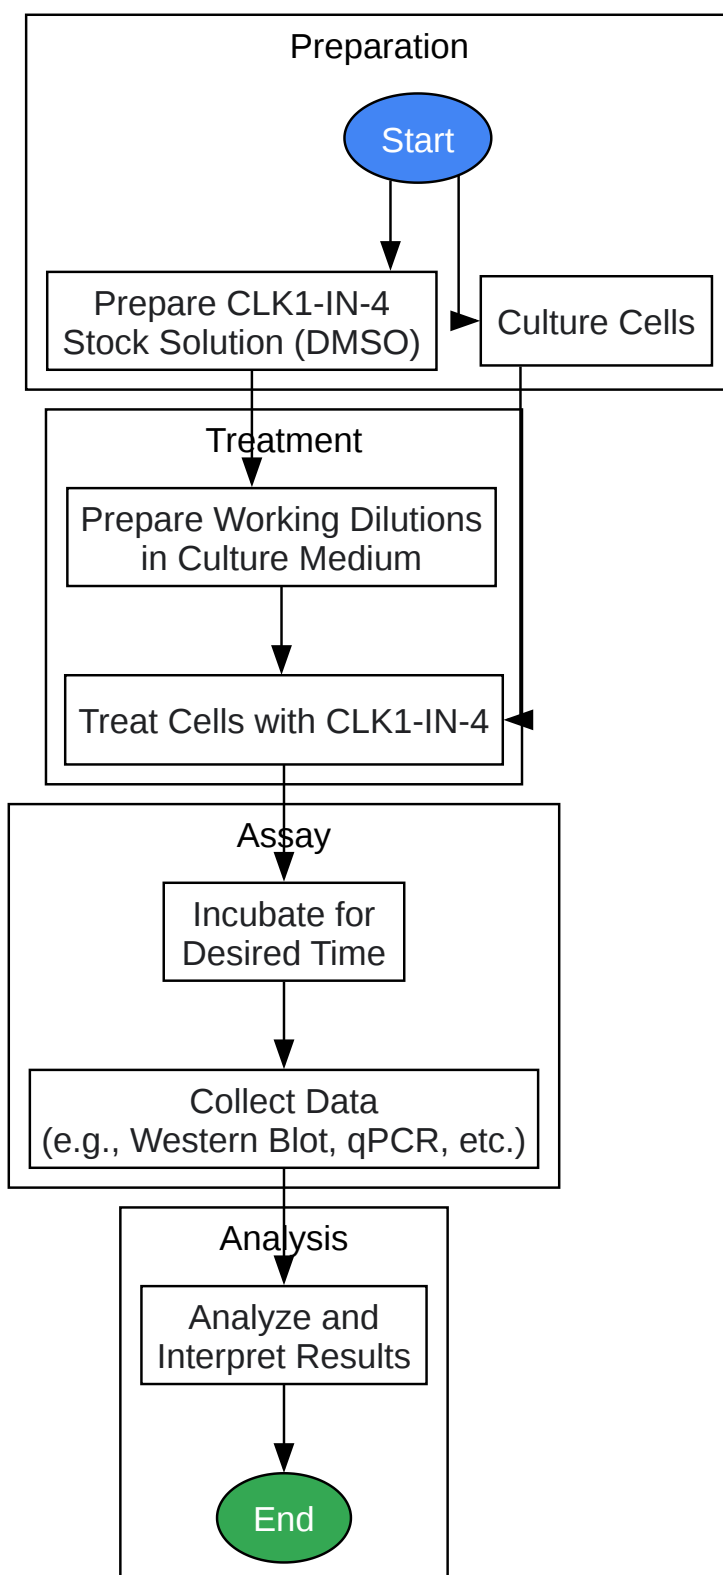 Preparation
Start
Prepare CLK1-IN-4
Stock Solution (DMSO)
Culture Cells
Treatment
Prepare Working Dilutions
in Culture Medium
Treat Cells with CLK1-IN-4
Assay
Incubate for
Desired Time
Collect Data
(e.g., Western Blot, qPCR, etc.)
Analysis
Analyze and
Interpret Results
End